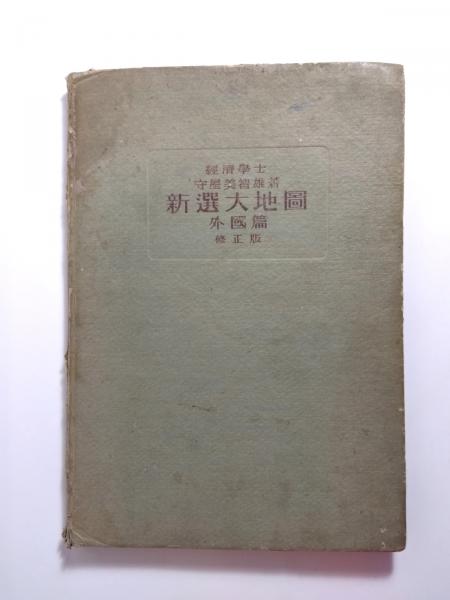 經濟學士
守屋美智雄著
新選大地圖
外國篇
修正版